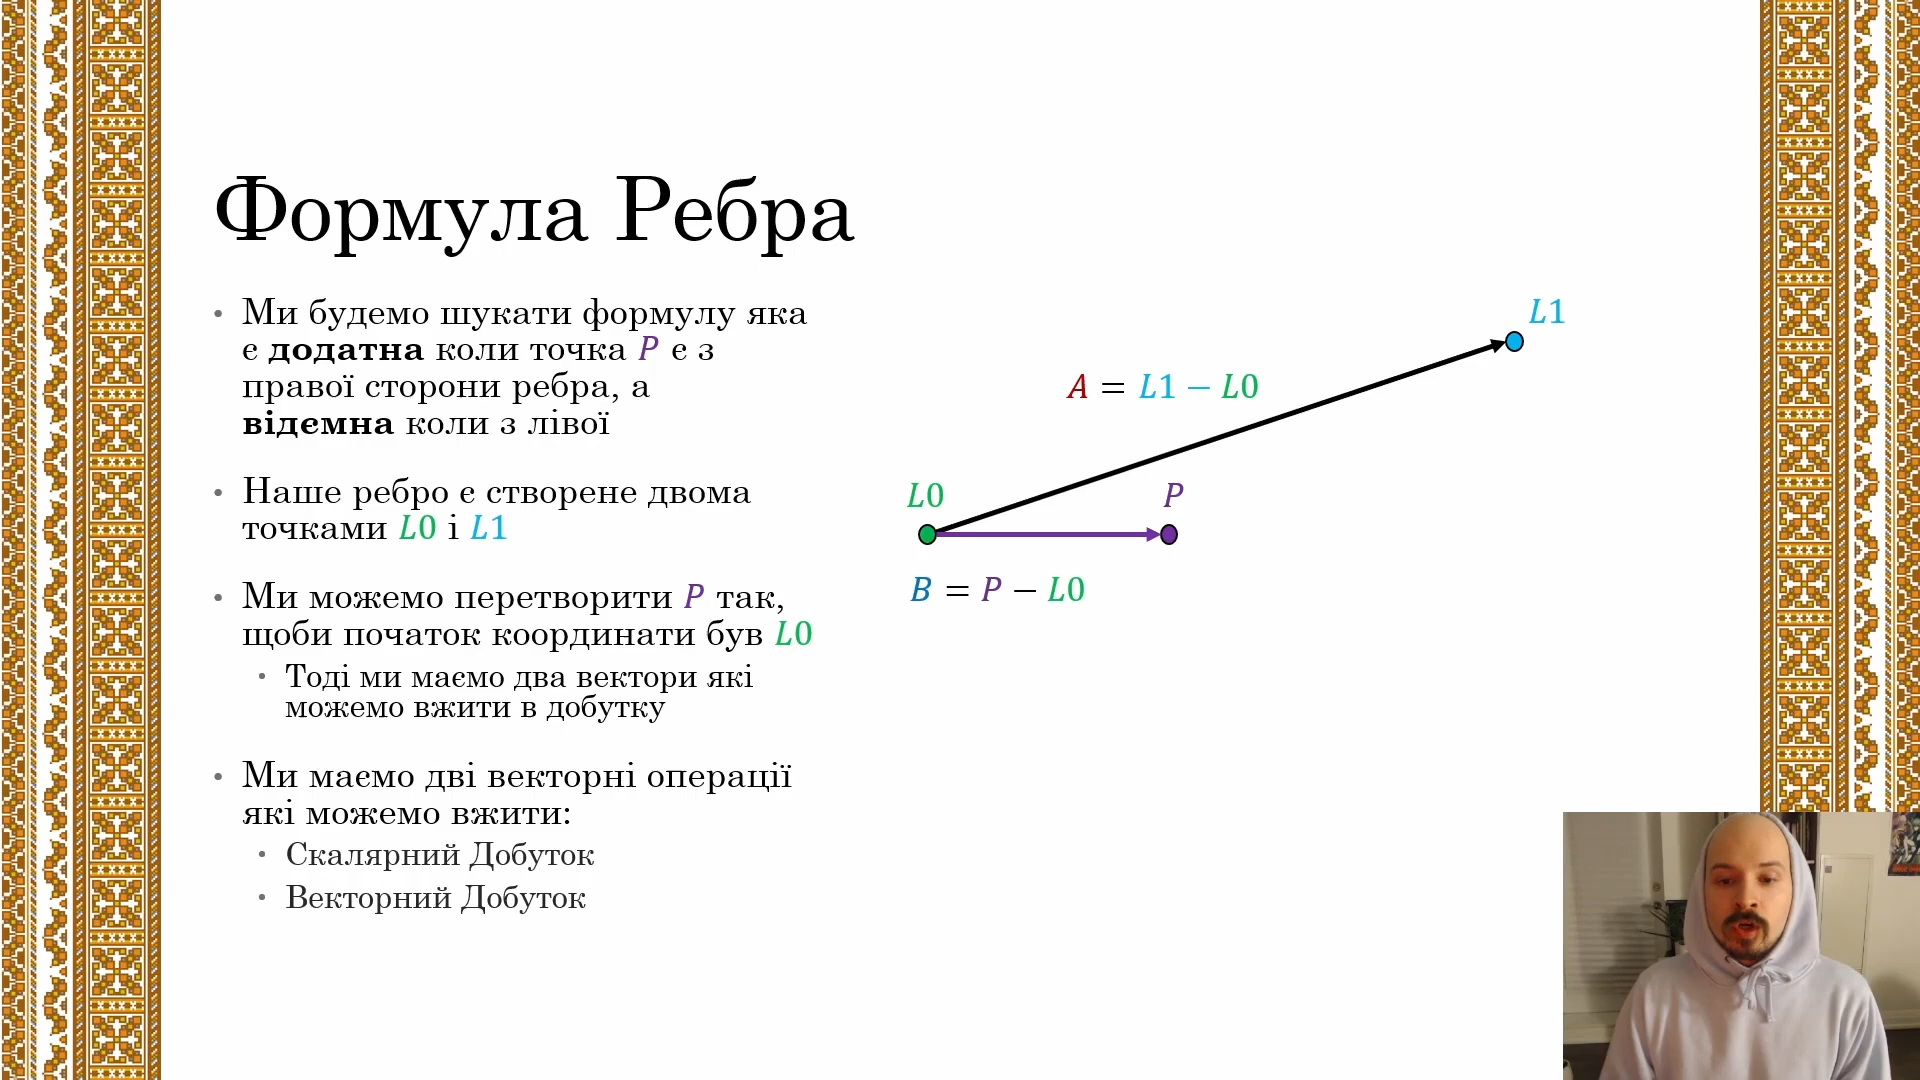 Формула Ребра
• Ми будемо шукати формулу яка
є додатна коли точка P є з
правої сторони ребра, а
відємна коли з лівої
• Наше ребро є створене двома
точками L0 і L1
• Ми можемо перетворити P так,
щоби початок координати був L0
• Тоді ми маємо два вектори які
можемо вжити в добутку
• Ми маємо дві векторні операції
які можемо вжити:
• Скалярний Добуток
• Векторний Добуток
L1
A = L1 − L0
L0
P
B = P − L0